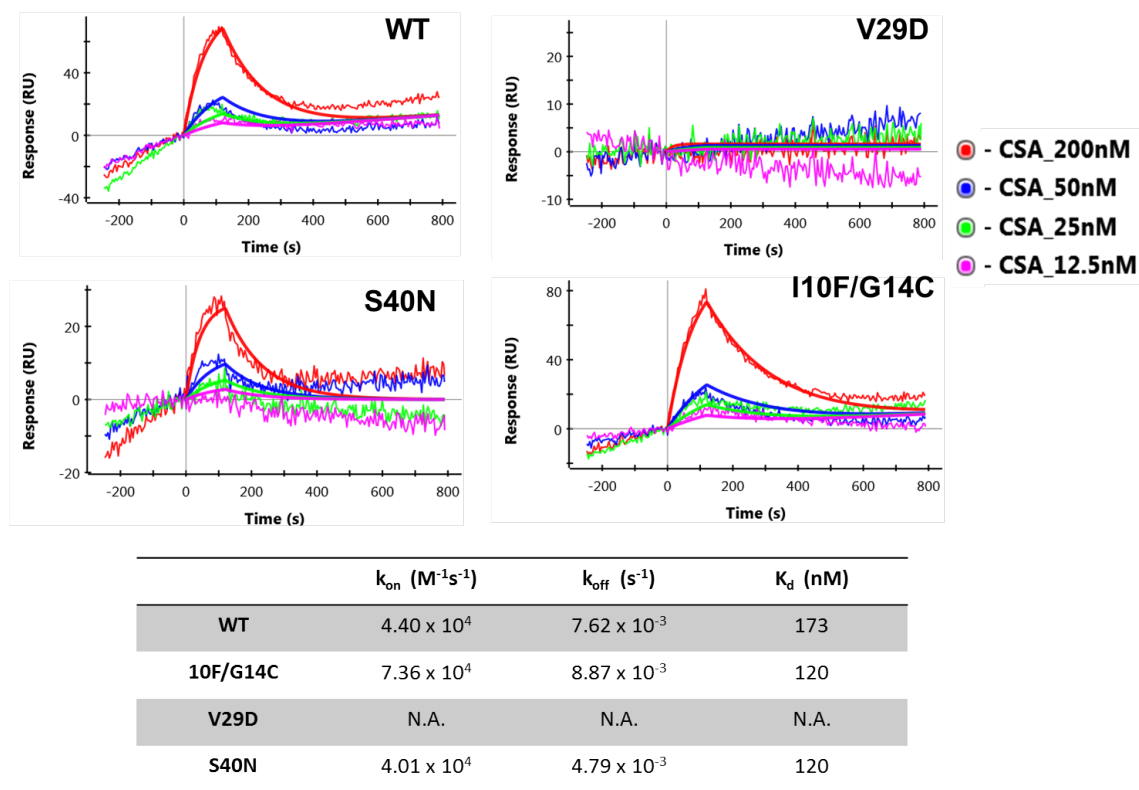 WT
Response (RU)
40
0
-40
-200 0 200 400 600 800
Time (s)
V29D
Response (RU)
20
10
0
-10
-200 0 200 400 600 800
Time (s)
- CSA_200nM
- CSA_50nM
- CSA_25nM
- CSA_12.5nM
S40N
Response (RU)
20
0
-20
-200 0 200 400 600 800
Time (s)
I10F/G14C
Response (RU)
80
40
0
-200 0 200 400 600 800
Time (s)
kon (M⁻¹s⁻¹) koff (s⁻¹) Kd (nM)
WT 4.40 x 10⁴ 7.62 x 10⁻³ 173
10F/G14C 7.36 x 10⁴ 8.87 x 10⁻³ 120
V29D N.A. N.A. N.A.
S40N 4.01 x 10⁴ 4.79 x 10⁻³ 120